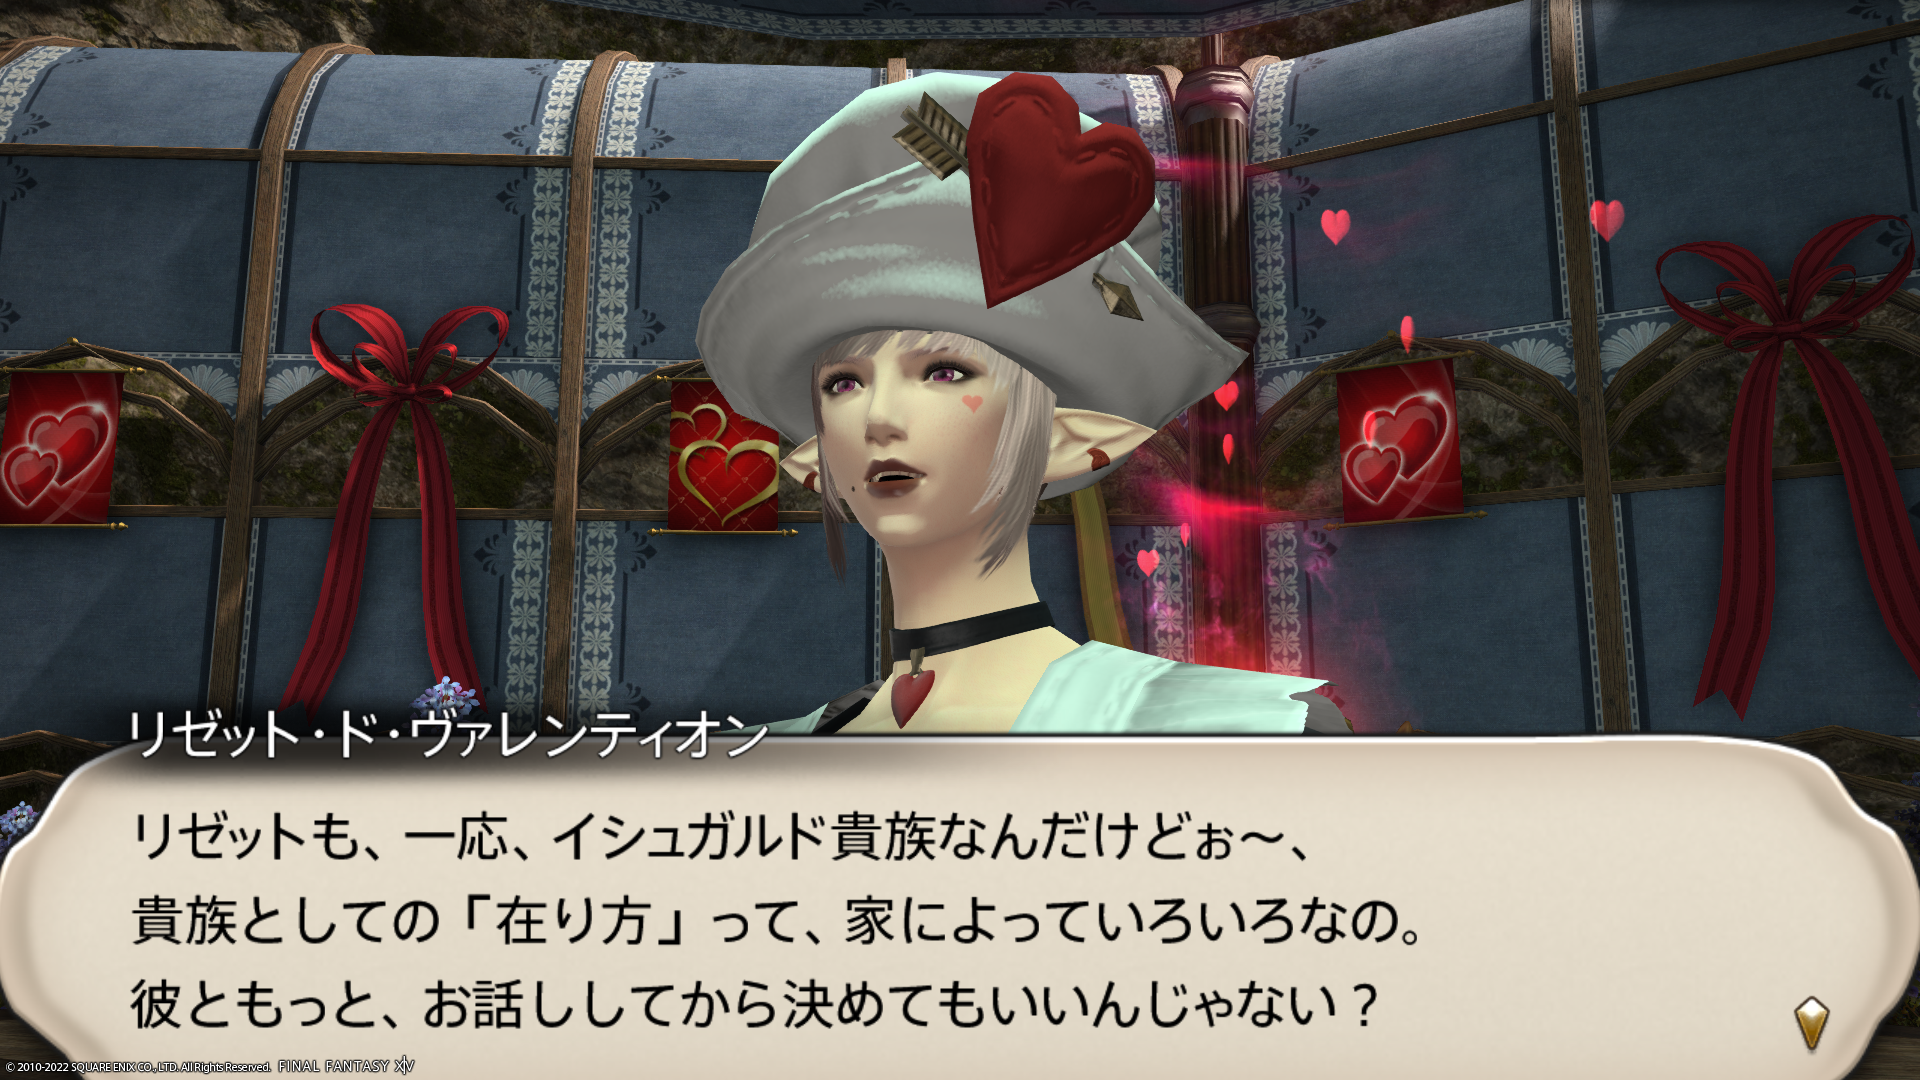 リゼット・ド・ヴァレンティオン
リゼットも、一応、イシュガルド貴族なんだけどぉ～、
貴族としての「在り方」って、家によっていろいろなの。
彼ともっと、お話ししてから決めてもいいんじゃない？
© 2010-2022 SQUARE ENIX CO., LTD. All Rights Reserved. FINAL FANTASY XIV